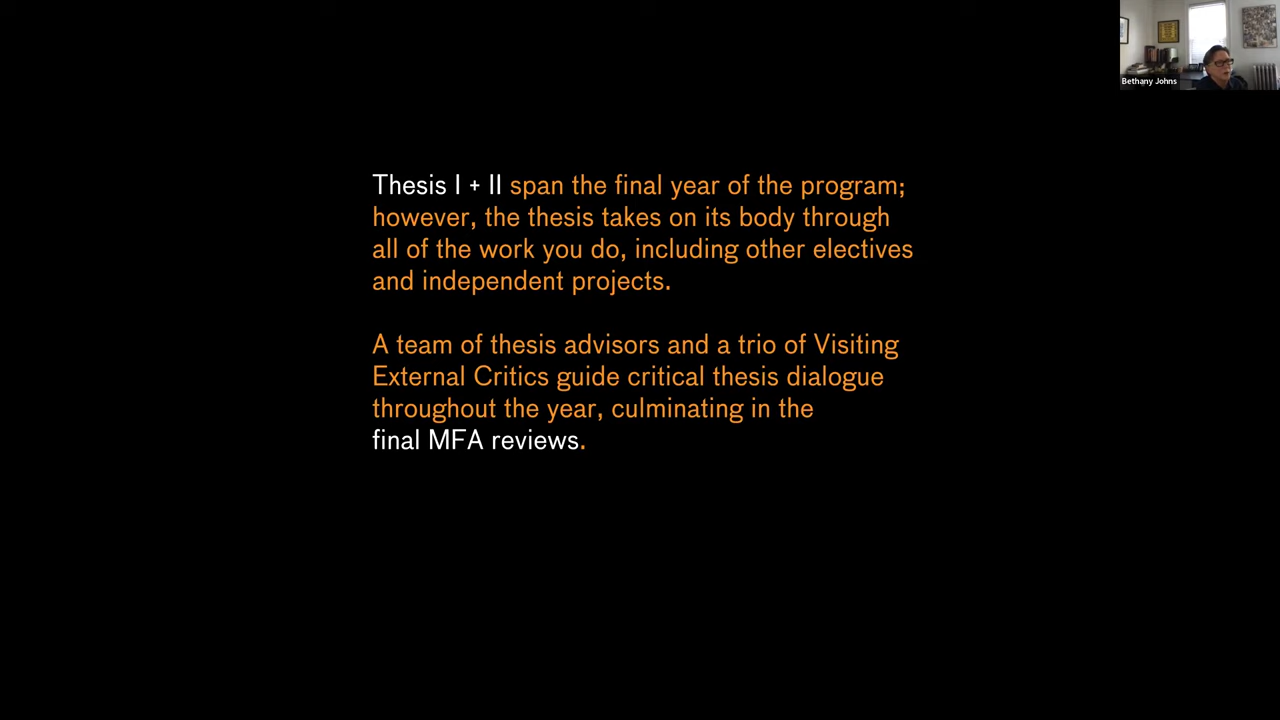 Bethany Johns
Thesis I + II span the final year of the program;
however, the thesis takes on its body through
all of the work you do, including other electives
and independent projects.
A team of thesis advisors and a trio of Visiting
External Critics guide critical thesis dialogue
throughout the year, culminating in the
final MFA reviews.